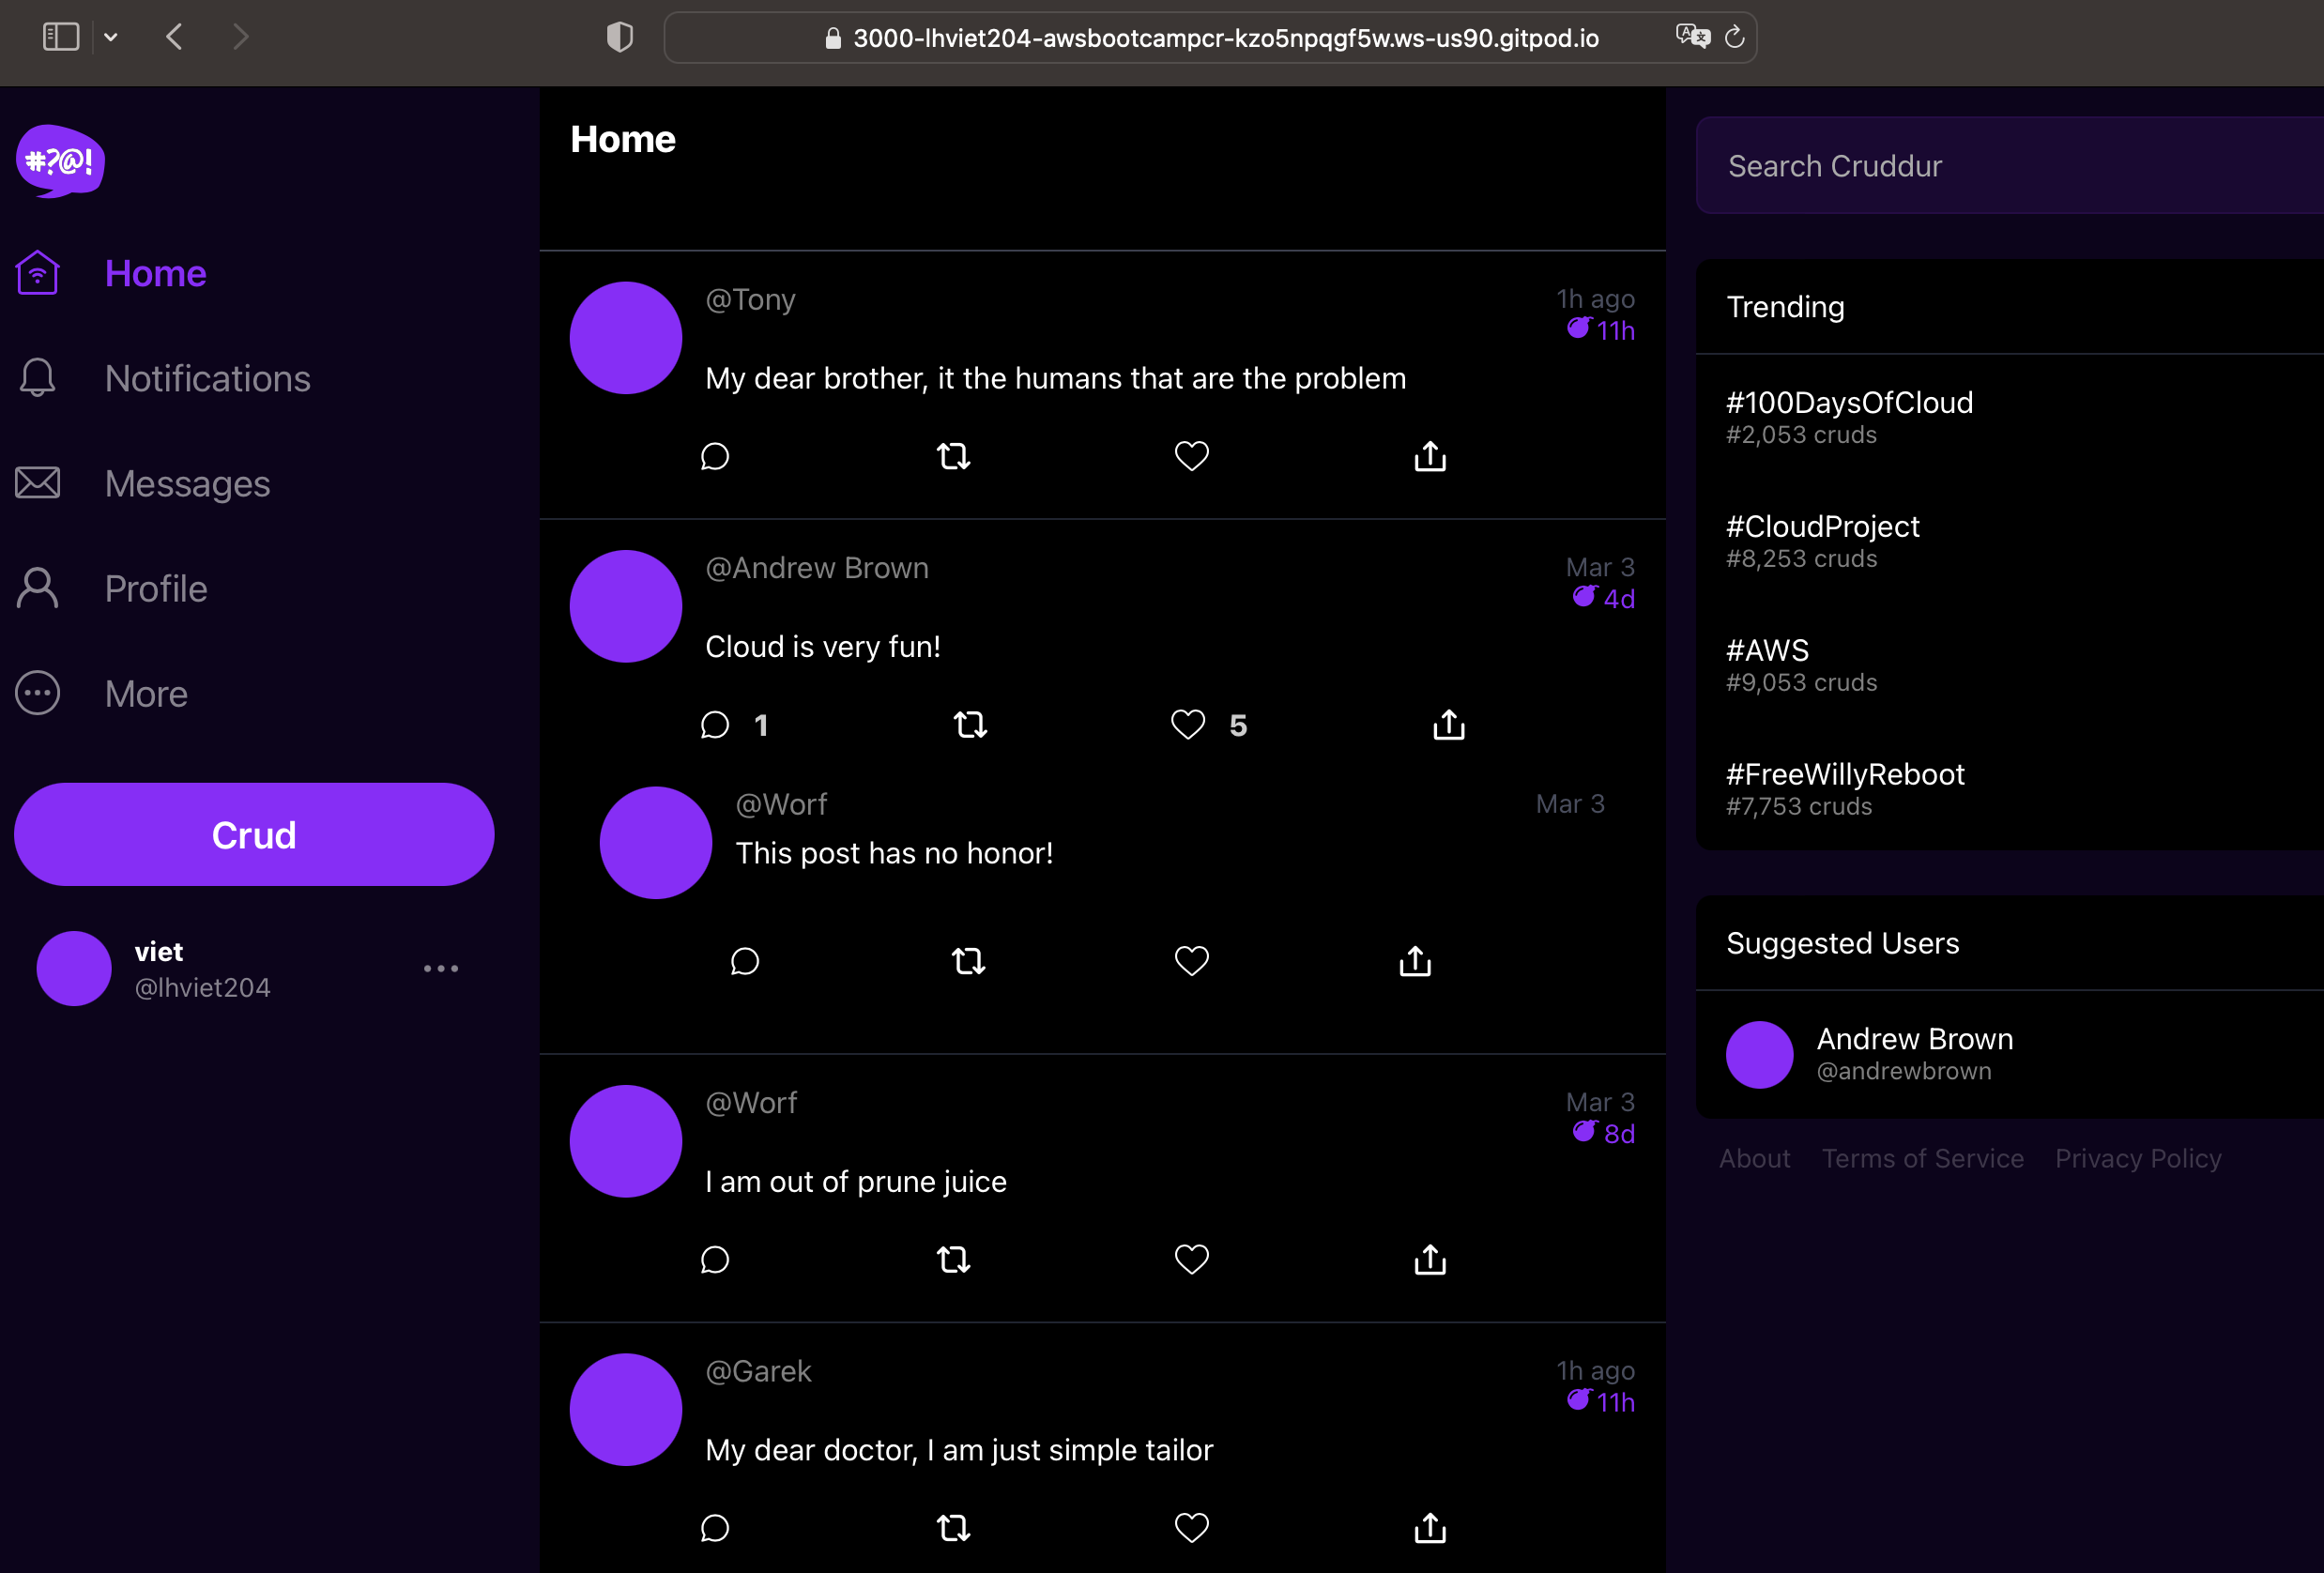 3000-lhviet204-awsbootcampcr-kzo5npqgf5w.ws-us90.gitpod.io
#?@!
Home
Notifications
Messages
Profile
More
Crud
viet
@lhviet204
Home
@Tony
1h ago
11h
My dear brother, it the humans that are the problem
@Andrew Brown
Mar 3
4d
Cloud is very fun!
1
5
@Worf
Mar 3
This post has no honor!
@Worf
Mar 3
8d
I am out of prune juice
@Garek
1h ago
11h
My dear doctor, I am just simple tailor
Search Cruddur
Trending
#100DaysOfCloud
#2,053 cruds
#CloudProject
#8,253 cruds
#AWS
#9,053 cruds
#FreeWillyReboot
#7,753 cruds
Suggested Users
Andrew Brown
@andrewbrown
About Terms of Service Privacy Policy